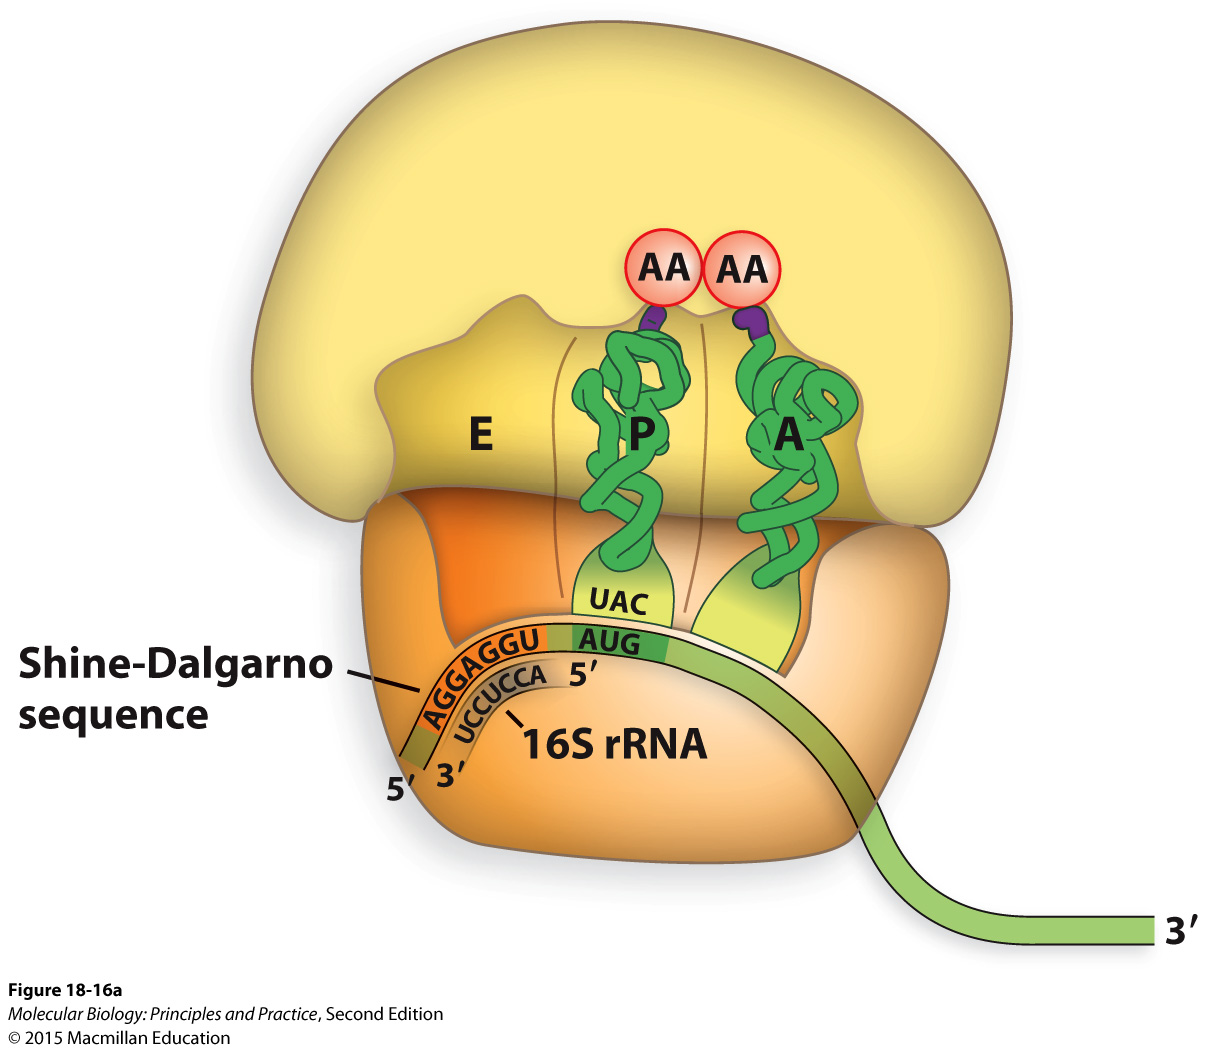 AA AA
E P A
UAC
AUG
AGGAGGU
UCCUCCA
5′
Shine-Dalgarno
sequence
16S rRNA
5′ 3′
3′
Figure 18-16a
Molecular Biology: Principles and Practice, Second Edition
© 2015 Macmillan Education